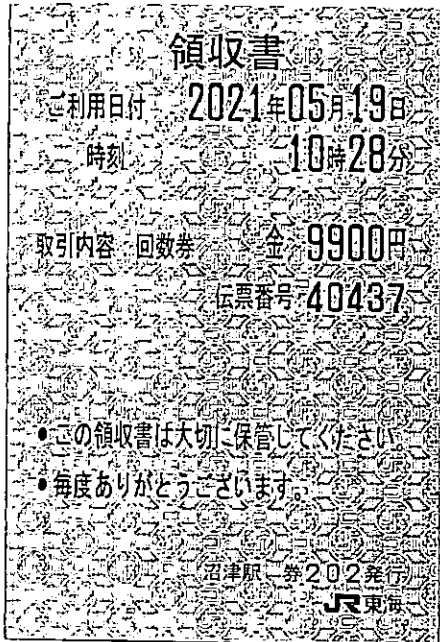 領収書
ご利用日付 2021年05月19日
時刻 10時28分
取引内容 回数券 金 9900円
伝票番号 40437
●この領収書は大切に保管してください。
●毎度ありがとうございます。
沼津駅 券202発行
JR東海